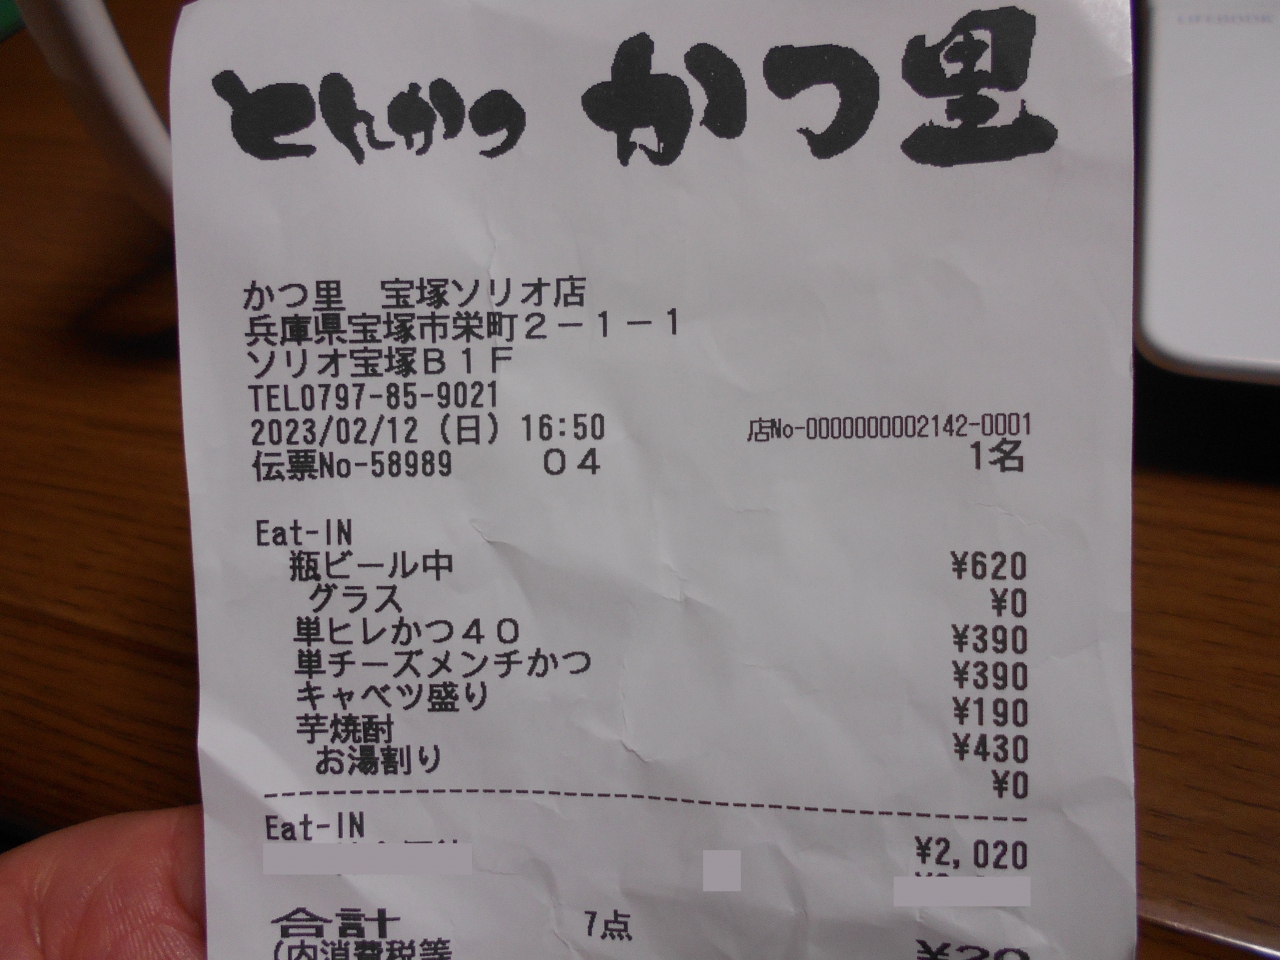 とんかつ かつ里
かつ里　宝塚ソリオ店
兵庫県宝塚市栄町２－１－１
ソリオ宝塚Ｂ１Ｆ
TEL0797-85-9021
2023/02/12（日）16:50 店No-0000000002142-0001
伝票No-58989 ０４ 1名
Eat-IN
瓶ビール中 ¥620
グラス ¥0
単ヒレかつ４０ ¥390
単チーズメンチかつ ¥390
キャベツ盛り ¥190
芋焼酎 ¥430
お湯割り ¥0
Eat-IN ¥2,020
合計 7点
(内消費税等